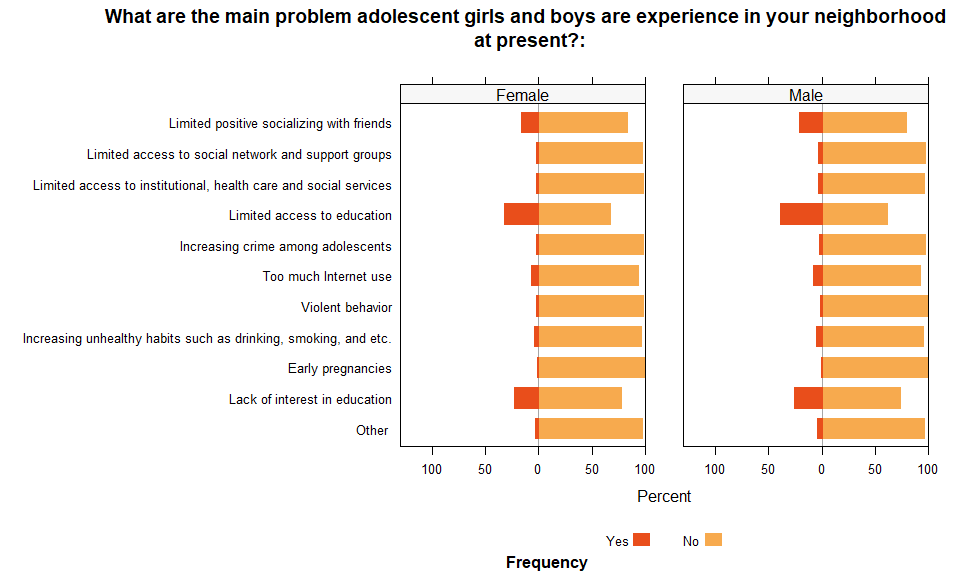 What are the main problem adolescent girls and boys are experience in your neighborhood
at present?:
Female
Male
Limited positive socializing with friends
Limited access to social network and support groups
Limited access to institutional, health care and social services
Limited access to education
Increasing crime among adolescents
Too much Internet use
Violent behavior
Increasing unhealthy habits such as drinking, smoking, and etc.
Early pregnancies
Lack of interest in education
Other
100 50 0 50 100
100 50 0 50 100
Percent
Yes No
Frequency